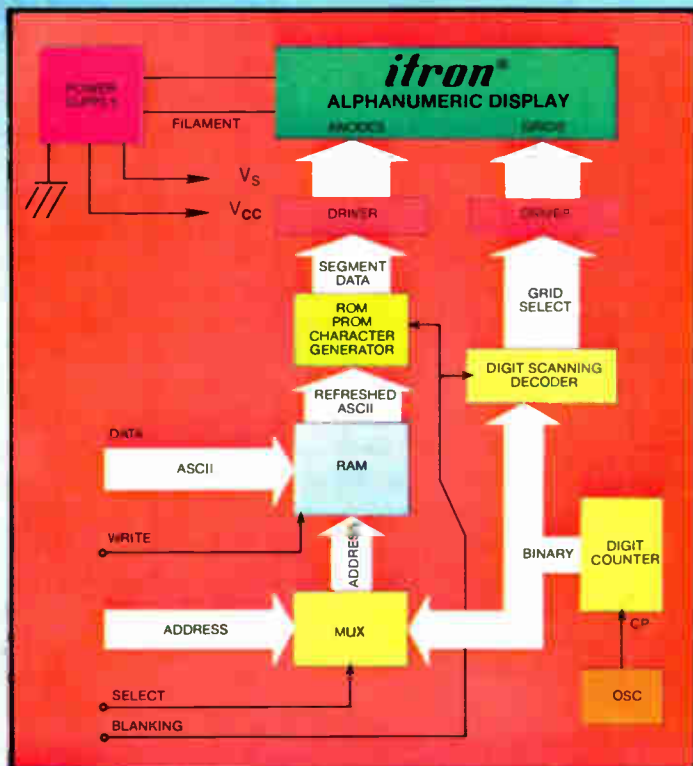 itron®
ALPHANUMERIC DISPLAY
ANODES
GRIDS
POWER
SUPPLY
FILAMENT
VS
VCC
DRIVER
DRIVER
SEGMENT
DATA
GRID
SELECT
ROM
PROM
CHARACTER
GENERATOR
DIGIT SCANNING
DECODER
REFRESHED
ASCII
DATA
ASCII
RAM
WRITE
ADDRESS
BINARY
DIGIT
COUNTER
ADDRESS
MUX
CP
SELECT
OSC
BLANKING